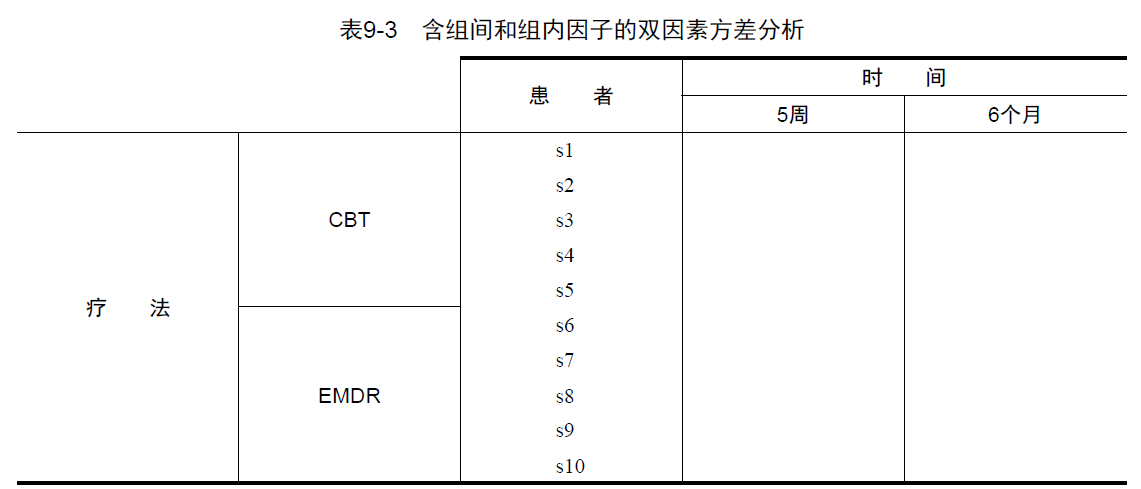 表9-3 含组间和组内因子的双因素方差分析
患 者
时 间
5周
6个月
疗 法
CBT
s1
s2
s3
s4
s5
EMDR
s6
s7
s8
s9
s10